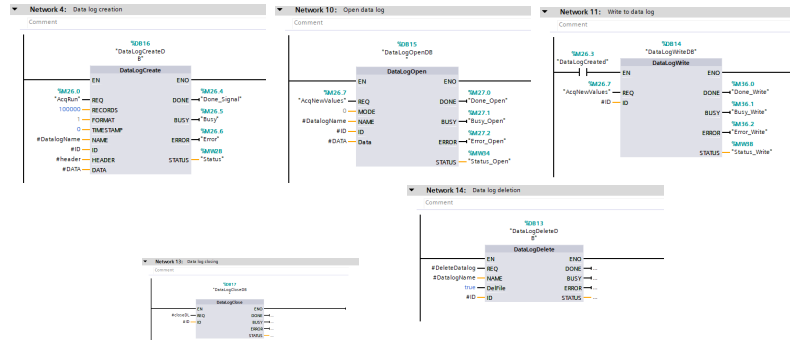 Network 4: Data log creation
Comment
%DB16
"DataLogCreateD
B"
DataLogCreate
EN ENO
%M26.0 %M26.4
"AcqRun" REQ DONE "Done_Signal"
100000 RECORDS %M26.5
1 FORMAT BUSY "Busy"
0 TIMESTAMP %M26.6
#DatalogName NAME ERROR "Error"
#ID ID %MW28
#header HEADER STATUS "Status"
#DATA DATA
Network 10: Open data log
Comment
%DB15
"DataLogOpenDB
"
DataLogOpen
EN ENO
%M26.7 %M27.0
"AcqNewValues" REQ DONE "Done_Open"
0 MODE %M27.1
#DatalogName NAME BUSY "Busy_Open"
#ID ID %M27.2
#DATA Data ERROR "Error_Open"
%MW34
STATUS "Status_Open"
Network 11: Write to data log
Comment
%DB14
"DataLogWriteDB"
%M26.3
"DataLogCreated"
DataLogWrite
EN ENO
%M26.7 %M36.0
"AcqNewValues" REQ DONE "Done_Write"
#ID ID %M36.1
BUSY "Busy_Write"
%M36.2
ERROR "Error_Write"
%MW38
STATUS "Status_Write"
Network 13: Data log closing
Comment
%DB17
"DataLogCloseDB
"
DataLogClose
EN ENO
#closeDL REQ DONE ...
#ID ID BUSY ...
ERROR ...
STATUS ...
Network 14: Data log deletion
Comment
%DB13
"DataLogDeleteD
B"
DataLogDelete
EN ENO
#DeleteDatalog REQ DONE ...
#DatalogName NAME BUSY ...
true DelFile ERROR ...
#ID ID STATUS ...